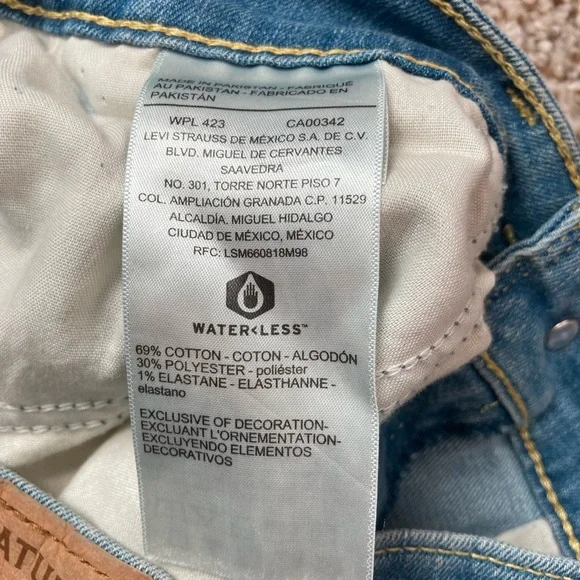 MADE IN PAKISTAN - FABRIQUÉ
AU PAKISTAN - FABRICADO EN
PAKISTÁN
WPL 423 CA00342
LEVI STRAUSS DE MÉXICO S.A. DE C.V.
BLVD. MIGUEL DE CERVANTES
SAAVEDRA
NO. 301, TORRE NORTE PISO 7
COL. AMPLIACIÓN GRANADA C.P. 11529
ALCALDÍA. MIGUEL HIDALGO
CIUDAD DE MÉXICO, MÉXICO
RFC: LSM660818M98
WATER<LESS™
69% COTTON - COTON - ALGODÓN
30% POLYESTER - poliéster
1% ELASTANE - ELASTHANNE -
elastano
EXCLUSIVE OF DECORATION-
EXCLUANT L'ORNEMENTATION-
EXCLUYENDO ELEMENTOS
DECORATIVOS